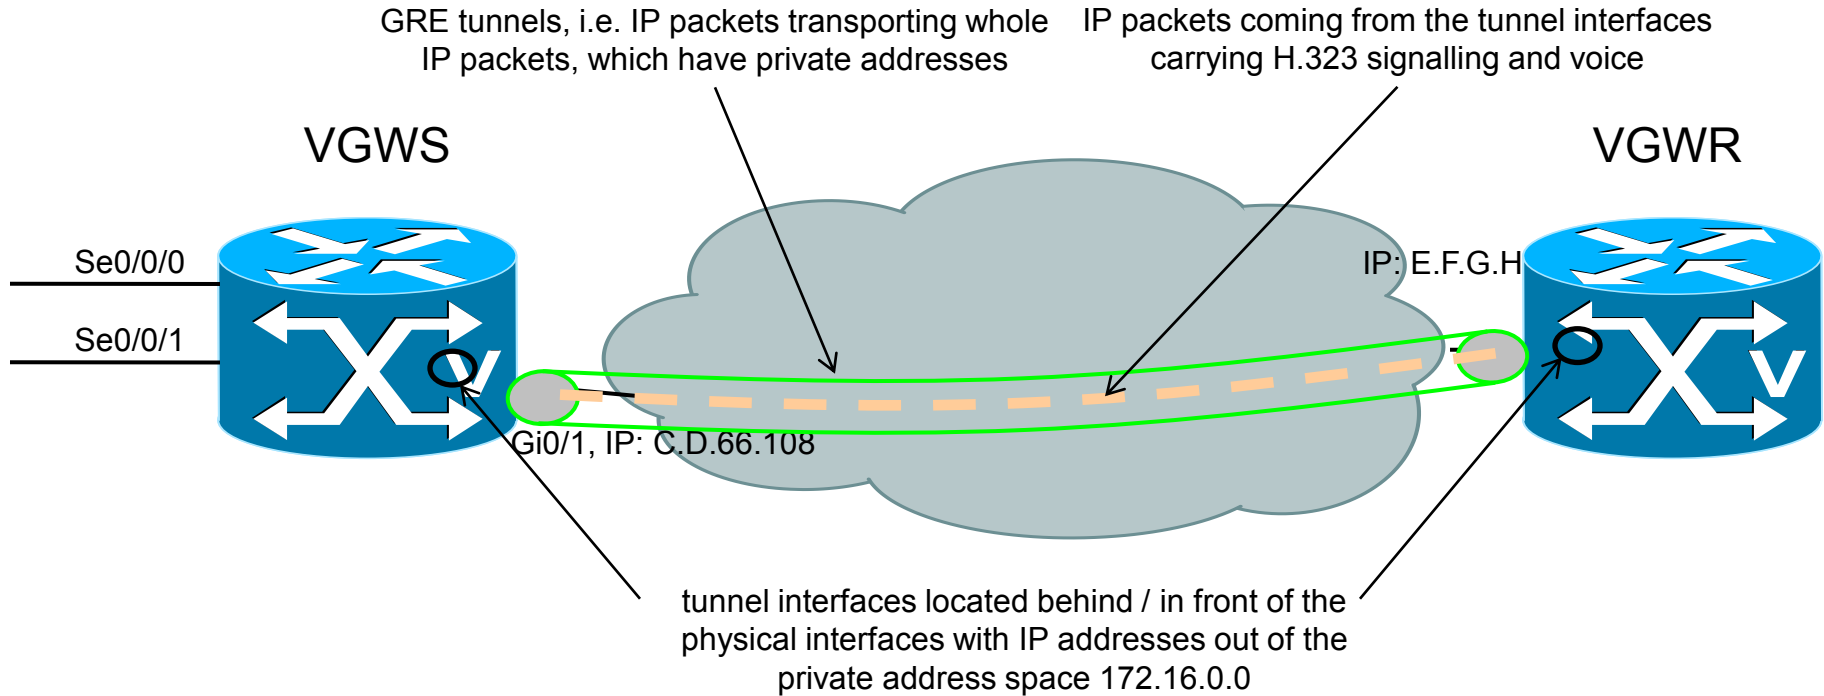 GRE tunnels, i.e. IP packets transporting whole
IP packets, which have private addresses
IP packets coming from the tunnel interfaces
carrying H.323 signalling and voice
VGWS
VGWR
Se0/0/0
IP: E.F.G.H
Se0/0/1
V
V
Gi0/1, IP: C.D.66.108
tunnel interfaces located behind / in front of the
physical interfaces with IP addresses out of the
private address space 172.16.0.0